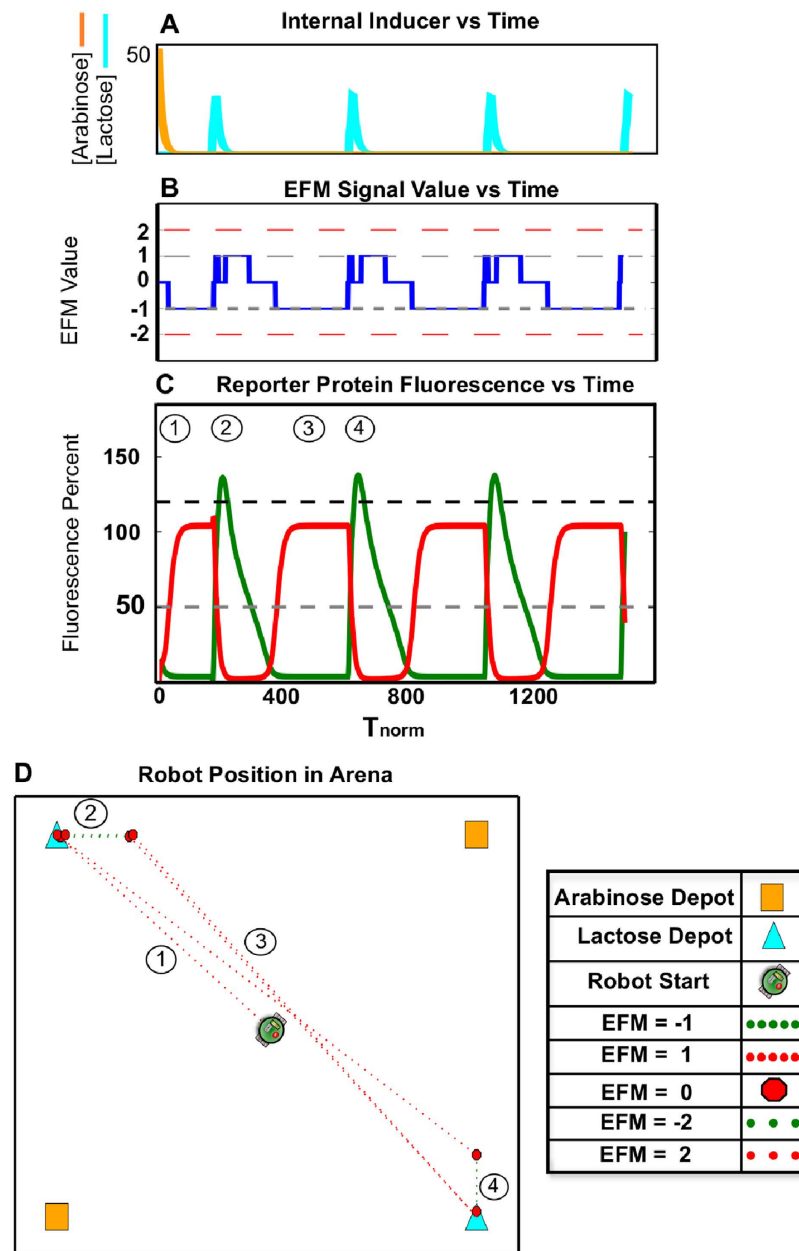 A Internal Inducer vs Time
[Arabinose]
[Lactose]
50
B EFM Signal Value vs Time
EFM Value
2
1
0
-1
-2
C Reporter Protein Fluorescence vs Time
1 2 3 4
Fluorescence Percent
150
100
50
0 400 800 1200
Tnorm
D Robot Position in Arena
2
3
1
4
Arabinose Depot
Lactose Depot
Robot Start
EFM = -1
EFM = 1
EFM = 0
EFM = -2
EFM = 2